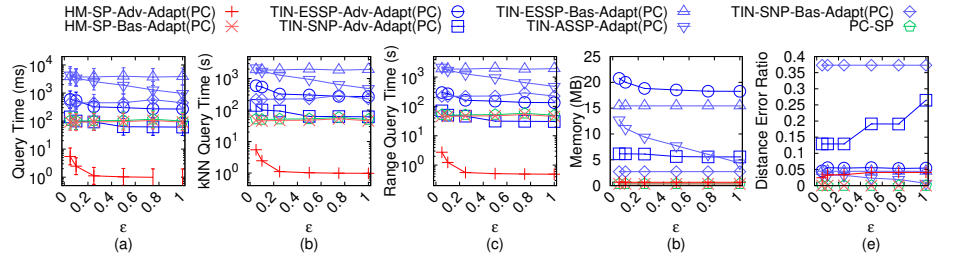 HM-SP-Adv-Adapt(PC) TIN-ESSP-Adv-Adapt(PC) TIN-ESSP-Bas-Adapt(PC) TIN-SNP-Bas-Adapt(PC)
HM-SP-Bas-Adapt(PC) TIN-SNP-Adv-Adapt(PC) TIN-ASSP-Adapt(PC) PC-SP
Query Time (ms)
10^4
10^3
10^2
10^1
10^0
0 0.2 0.4 0.6 0.8 1
ε
(a)
kNN Query Time (s)
10^3
10^2
10^1
10^0
0 0.2 0.4 0.6 0.8 1
ε
(b)
Range Query Time (s)
10^3
10^2
10^1
10^0
0 0.2 0.4 0.6 0.8 1
ε
(c)
Memory (MB)
25
20
15
10
5
0
0 0.2 0.4 0.6 0.8 1
ε
(b)
Distance Error Ratio
0.4
0.35
0.3
0.25
0.2
0.15
0.1
0.05
0
0 0.2 0.4 0.6 0.8 1
ε
(e)